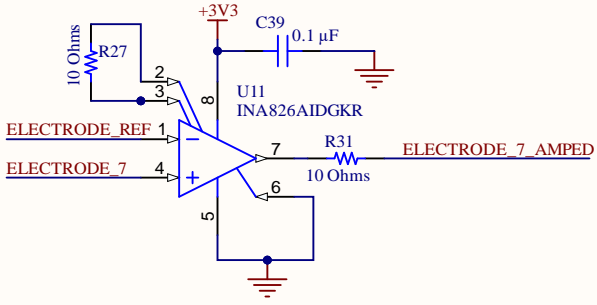 +3V3
C39
0.1 µF
10 Ohms
R27
2
3
8
U11
INA826AIDGKR
ELECTRODE_REF
1
7
R31
ELECTRODE_7_AMPED
ELECTRODE_7
4
10 Ohms
6
5